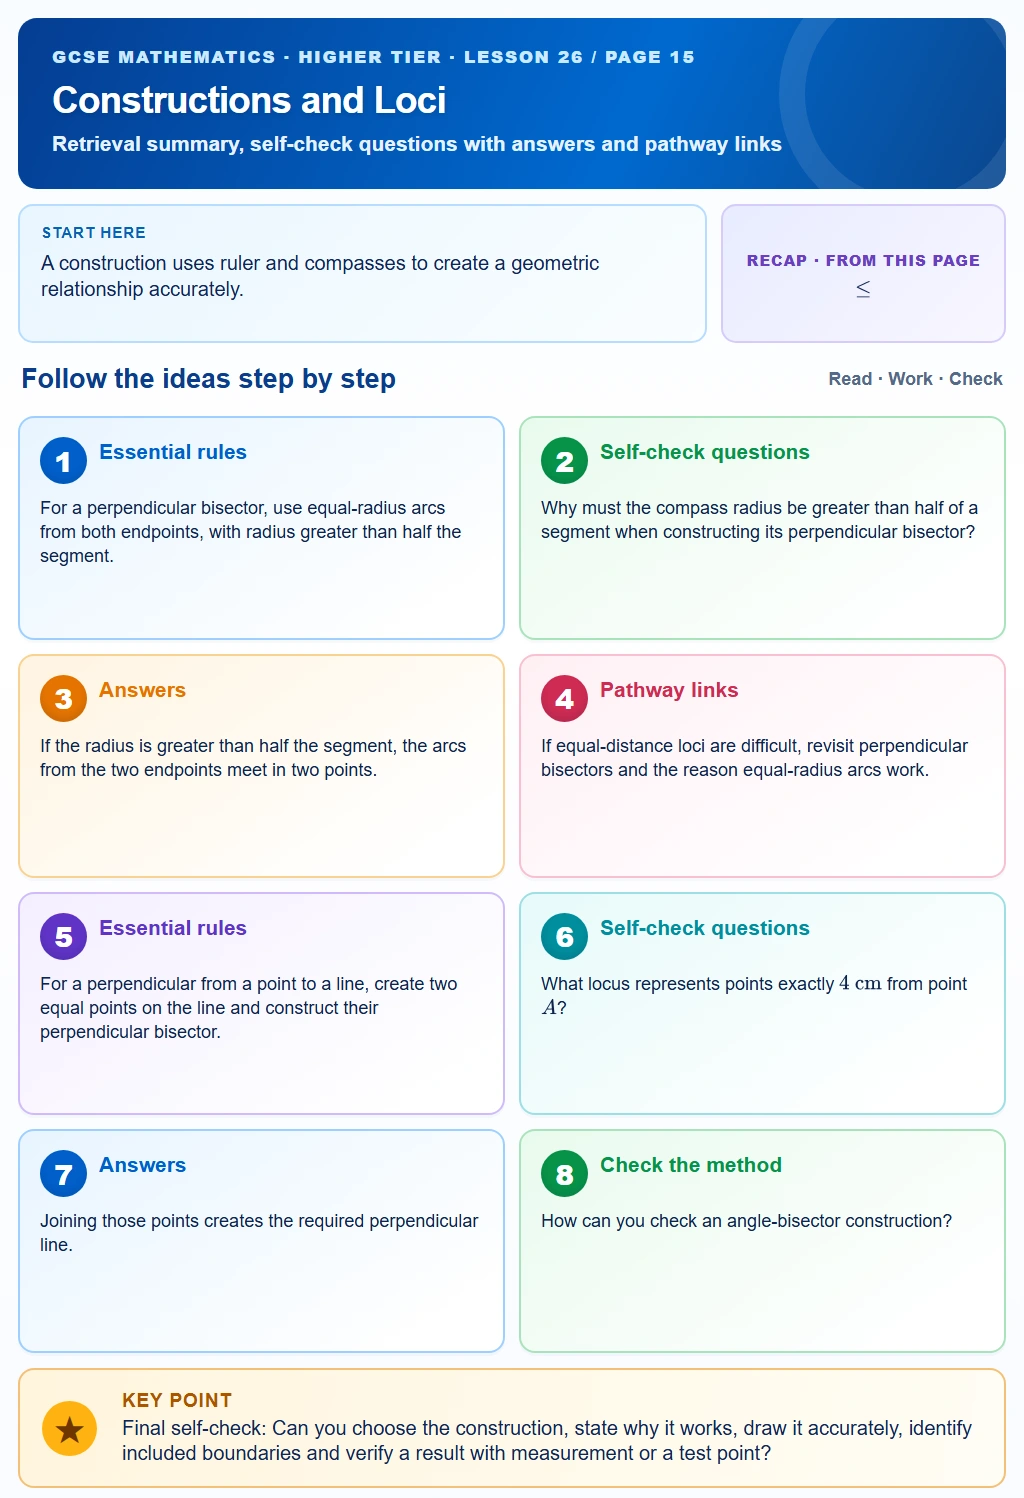 GCSE MATHEMATICS · HIGHER TIER · LESSON 26 / PAGE 15
Constructions and Loci
Retrieval summary, self-check questions with answers and pathway links
START HERE
A construction uses ruler and compasses to create a geometric
relationship accurately.
RECAP · FROM THIS PAGE
≤
Follow the ideas step by step
Read · Work · Check
1
Essential rules
For a perpendicular bisector, use equal-radius arcs
from both endpoints, with radius greater than half the
segment.
2
Self-check questions
Why must the compass radius be greater than half of a
segment when constructing its perpendicular bisector?
3
Answers
If the radius is greater than half the segment, the arcs
from the two endpoints meet in two points.
4
Pathway links
If equal-distance loci are difficult, revisit perpendicular
bisectors and the reason equal-radius arcs work.
5
Essential rules
For a perpendicular from a point to a line, create two
equal points on the line and construct their
perpendicular bisector.
6
Self-check questions
What locus represents points exactly 4 cm from point
A?
7
Answers
Joining those points creates the required perpendicular
line.
8
Check the method
How can you check an angle-bisector construction?
KEY POINT
Final self-check: Can you choose the construction, state why it works, draw it accurately, identify
included boundaries and verify a result with measurement or a test point?